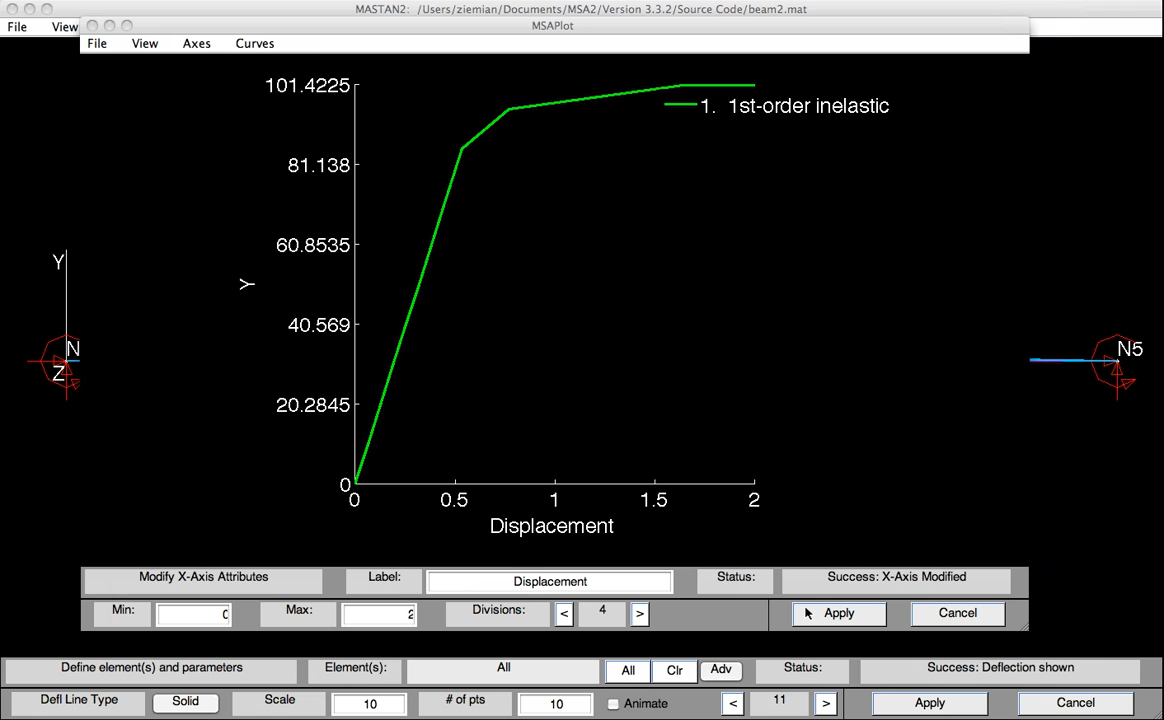 MASTAN2: /Users/ziemian/Documents/MSA2/Version 3.3.2/Source Code/beam2.mat
File View
MSAPlot
File View Axes Curves
101.4225
81.138
60.8535
40.569
20.2845
0
Y
1. 1st-order inelastic
0 0.5 1 1.5 2
Displacement
Y
N
Z
N5
Modify X-Axis Attributes Label: Displacement Status: Success: X-Axis Modified
Min: 0 Max: 2 Divisions: < 4 > Apply Cancel
Define element(s) and parameters Element(s): All All Clr Adv Status: Success: Deflection shown
Defl Line Type Solid Scale 10 # of pts 10 Animate < 11 > Apply Cancel